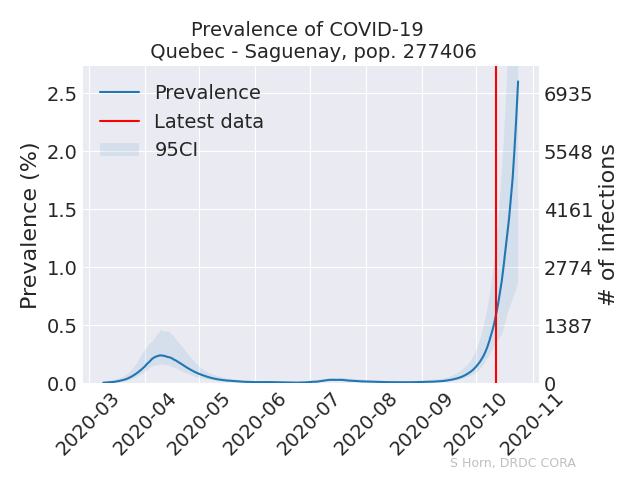 Prevalence of COVID-19
Quebec - Saguenay, pop. 277406
Prevalence
Latest data
95CI
Prevalence (%)
2.5
2.0
1.5
1.0
0.5
0.0
6935
5548
4161
2774
1387
0
# of infections
2020-03
2020-04
2020-05
2020-06
2020-07
2020-08
2020-09
2020-10
2020-11
S Horn, DRDC CORA